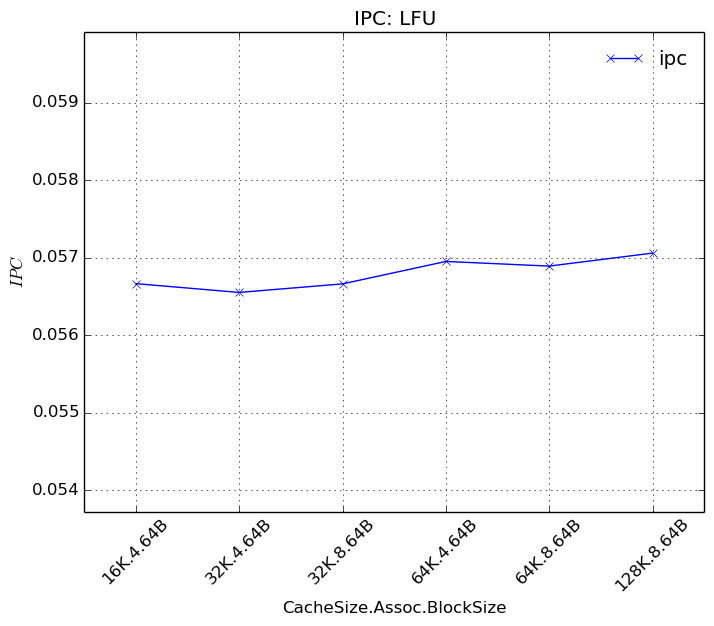 IPC: LFU
ipc
0.059
0.058
0.057
0.056
0.055
0.054
IPC
16K.4.64B
32K.4.64B
32K.8.64B
64K.4.64B
64K.8.64B
128K.8.64B
CacheSize.Assoc.BlockSize